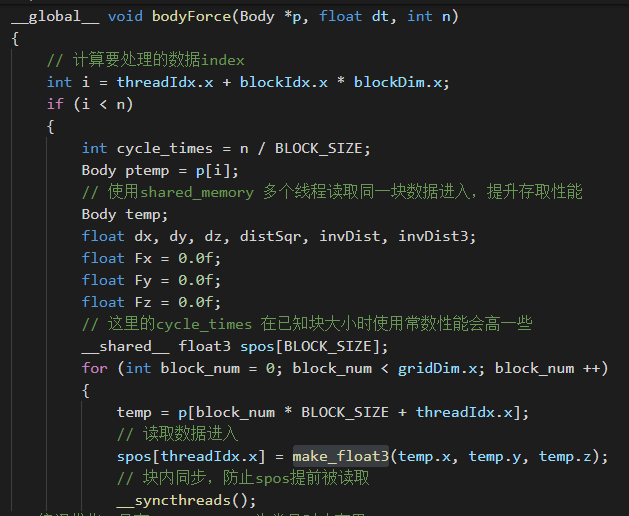 __global__ void bodyForce(Body *p, float dt, int n)
{
// 计算要处理的数据index
int i = threadIdx.x + blockIdx.x * blockDim.x;
if (i < n)
{
int cycle_times = n / BLOCK_SIZE;
Body ptemp = p[i];
// 使用shared_memory 多个线程读取同一块数据进入，提升存取性能
Body temp;
float dx, dy, dz, distSqr, invDist, invDist3;
float Fx = 0.0f;
float Fy = 0.0f;
float Fz = 0.0f;
// 这里的cycle_times 在已知块大小时使用常数性能会高一些
__shared__ float3 spos[BLOCK_SIZE];
for (int block_num = 0; block_num < gridDim.x; block_num ++)
{
temp = p[block_num * BLOCK_SIZE + threadIdx.x];
// 读取数据进入
spos[threadIdx.x] = make_float3(temp.x, temp.y, temp.z);
// 块内同步，防止spos提前被读取
__syncthreads();